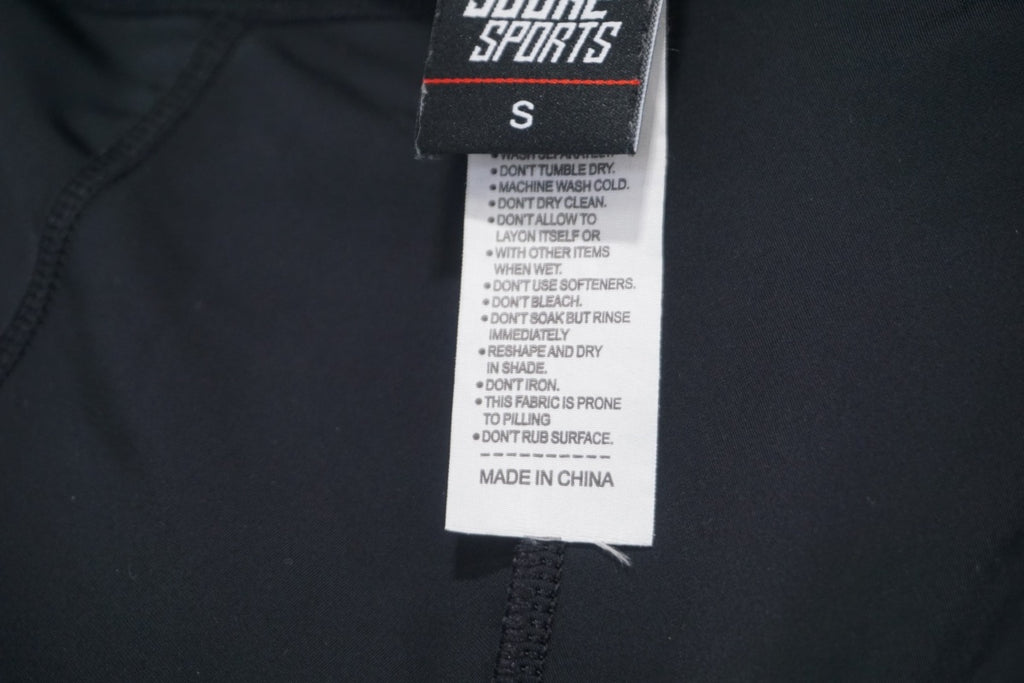 SPORTS
S
• WASH SEPARATELY.
• DON'T TUMBLE DRY.
• MACHINE WASH COLD.
• DON'T DRY CLEAN.
• DON'T ALLOW TO
LAYON ITSELF OR
• WITH OTHER ITEMS
WHEN WET.
• DON'T USE SOFTENERS.
• DON'T BLEACH.
• DON'T SOAK BUT RINSE
IMMEDIATELY
• RESHAPE AND DRY
IN SHADE.
• DON'T IRON.
• THIS FABRIC IS PRONE
TO PILLING
• DON'T RUB SURFACE.
MADE IN CHINA